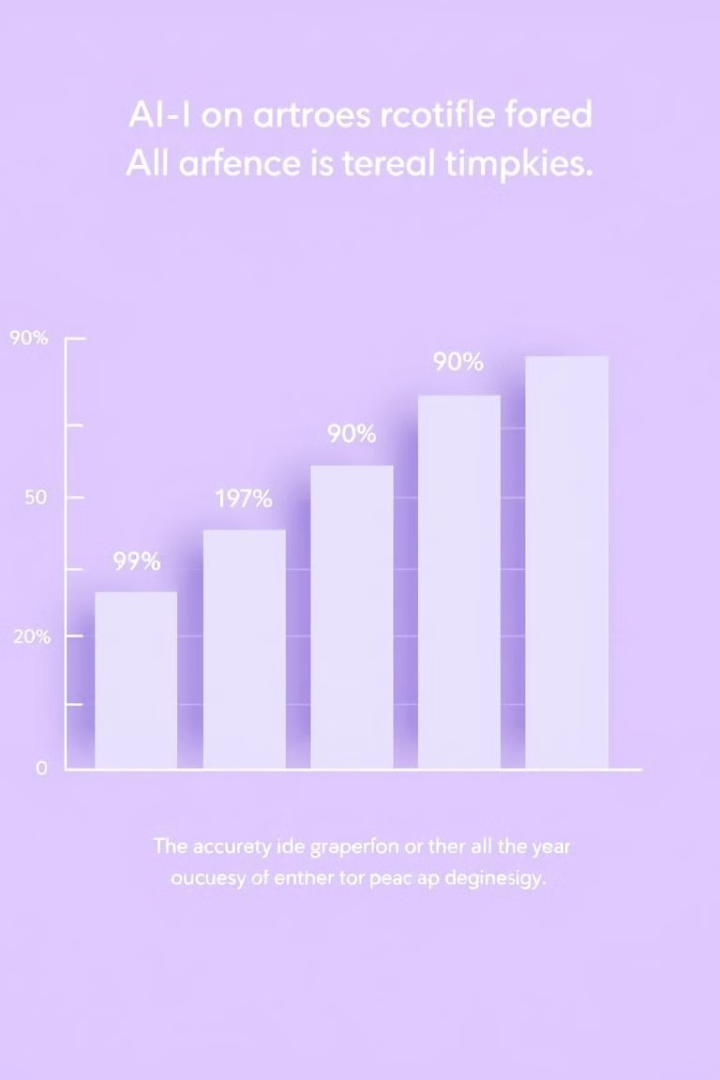 AI-I on artroes rcotifle fored
All arfence is tereal timpkies.
90%
90%
90%
50
197%
99%
20%
0
The accurety ide graperfon or ther all the year
oucuesy of enther tor peac ap deginesigy.